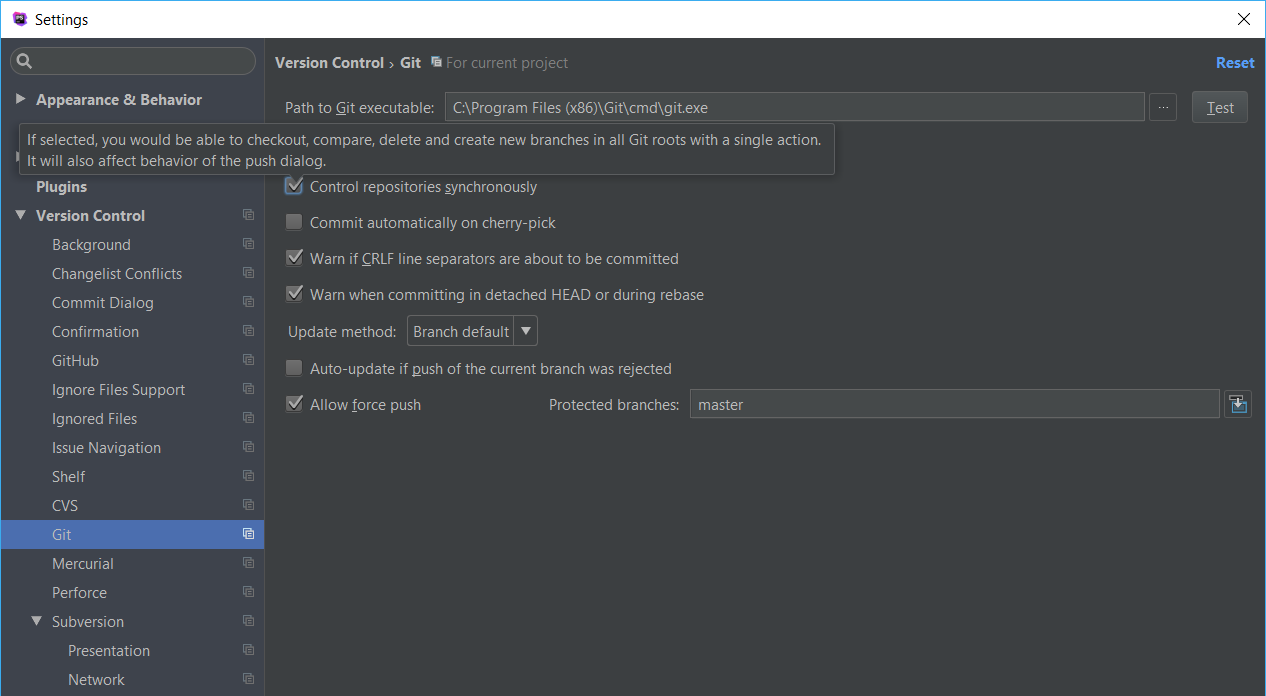 Settings
Version Control › Git For current project
Reset
Appearance & Behavior
Path to Git executable: C:\Program Files (x86)\Git\cmd\git.exe ... Test
If selected, you would be able to checkout, compare, delete and create new branches in all Git roots with a single action.
It will also affect behavior of the push dialog.
Plugins
Version Control
Background
Changelist Conflicts
Commit Dialog
Confirmation
GitHub
Ignore Files Support
Ignored Files
Issue Navigation
Shelf
CVS
Git
Mercurial
Perforce
Subversion
Presentation
Network
Control repositories synchronously
Commit automatically on cherry-pick
Warn if CRLF line separators are about to be committed
Warn when committing in detached HEAD or during rebase
Update method: Branch default
Auto-update if push of the current branch was rejected
Allow force push Protected branches: master